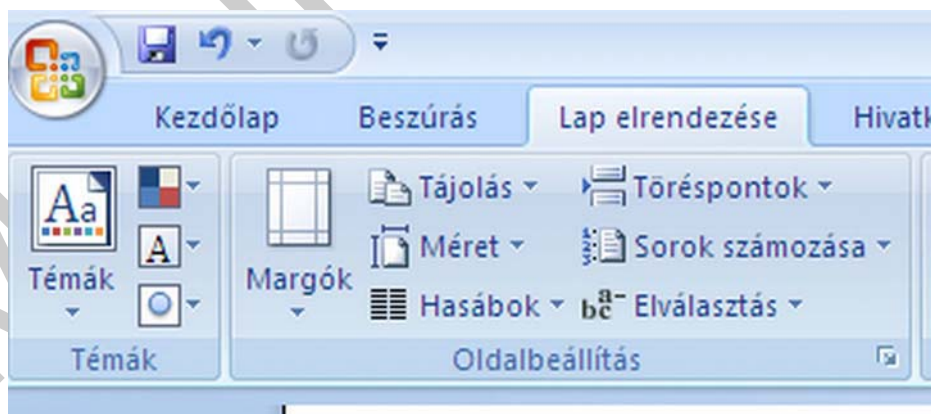 Kezdőlap Beszúrás Lap elrendezése
Témák
Margók
Tájolás
Méret
Hasábok
Töréspontok
Sorok számozása
Elválasztás
Témák Oldalbeállítás